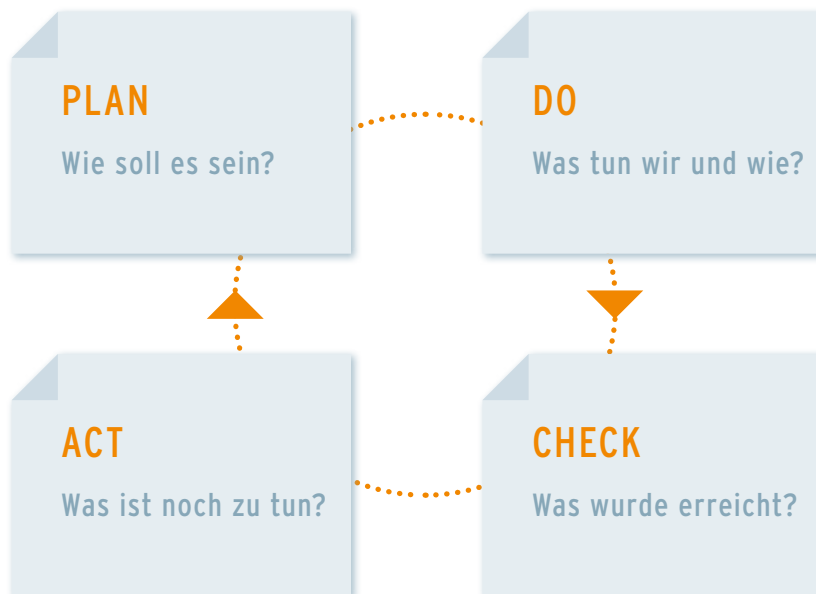 PLAN
Wie soll es sein?
DO
Was tun wir und wie?
ACT
Was ist noch zu tun?
CHECK
Was wurde erreicht?